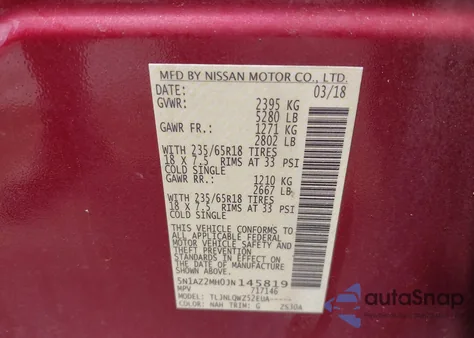 MFD BY NISSAN MOTOR CO., LTD.
DATE: 03/18
GVWR: 2395 KG
5280 LB
GAWR FR: 1271 KG
2802 LB
WITH 235/65R18 TIRES
18 X 7.5 RIMS AT 33 PSI
COLD SINGLE
GAWR RR: 1210 KG
2667 LB
WITH 235/65R18 TIRES
18 X 7.5 RIMS AT 33 PSI
COLD SINGLE
THIS VEHICLE CONFORMS TO
ALL APPLICABLE FEDERAL
MOTOR VEHICLE SAFETY
STANDARDS IN EFFECT ON
THE DATE OF MANUFACTURE
SHOWN ABOVE.
5N1AZ2MH0JN145819
MPV 717146
MODEL: TLJNLQWZ52EUA-----
COLOR: NAH TRIM: G
autoSnap